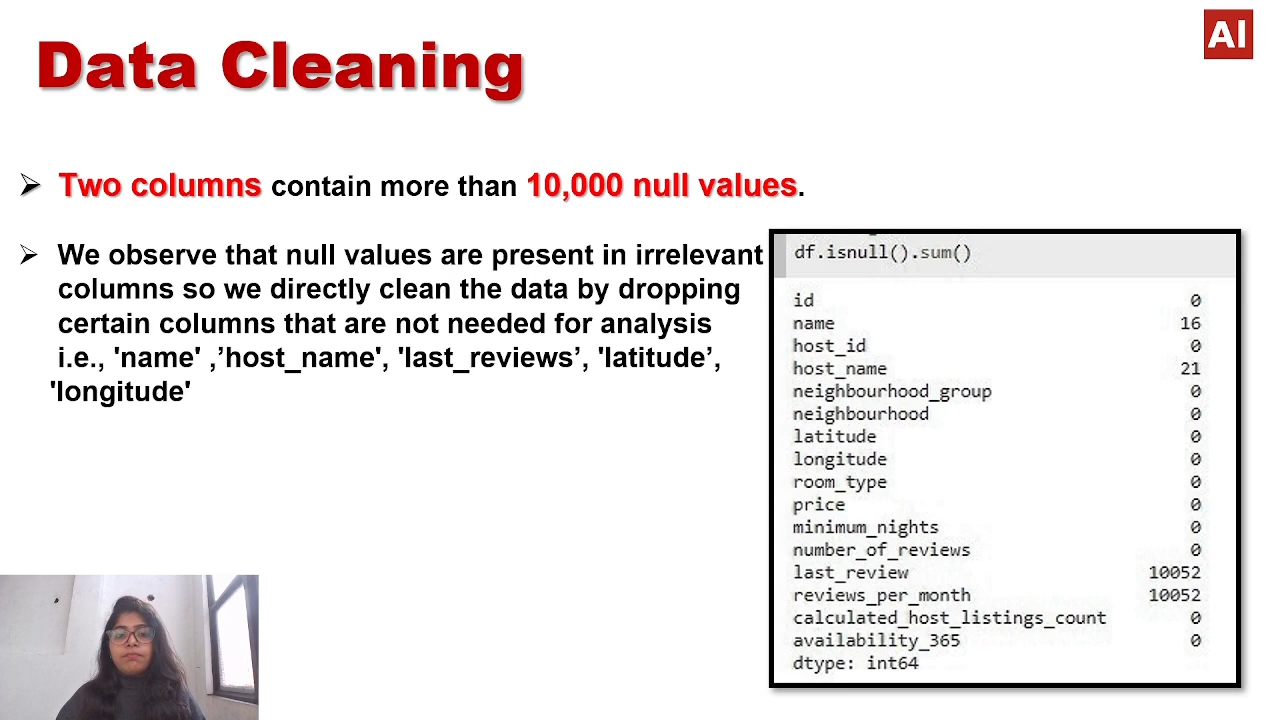 Data Cleaning
AI
➢ Two columns contain more than 10,000 null values.
➢ We observe that null values are present in irrelevant
columns so we directly clean the data by dropping
certain columns that are not needed for analysis
i.e., 'name' ,’host_name', 'last_reviews’, 'latitude’,
'longitude'
df.isnull().sum()
id 0
name 16
host_id 0
host_name 21
neighbourhood_group 0
neighbourhood 0
latitude 0
longitude 0
room_type 0
price 0
minimum_nights 0
number_of_reviews 0
last_review 10052
reviews_per_month 10052
calculated_host_listings_count 0
availability_365 0
dtype: int64